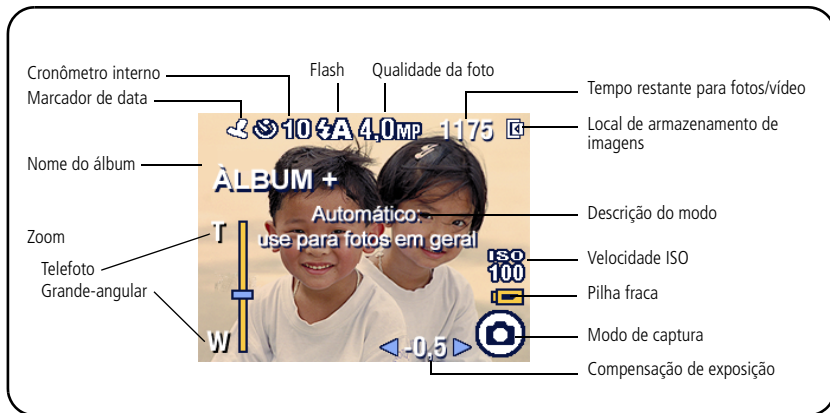 Cronômetro interno
Marcador de data
Flash
Qualidade da foto
Tempo restante para fotos/vídeo
Local de armazenamento de
imagens
Nome do álbum
Zoom
Telefoto
Grande-angular
10 A 4,0MP 1175
ÀLBUM +
Automático:
use para fotos em geral
T
W
ISO
100
-0,5
Descrição do modo
Velocidade ISO
Pilha fraca
Modo de captura
Compensação de exposição